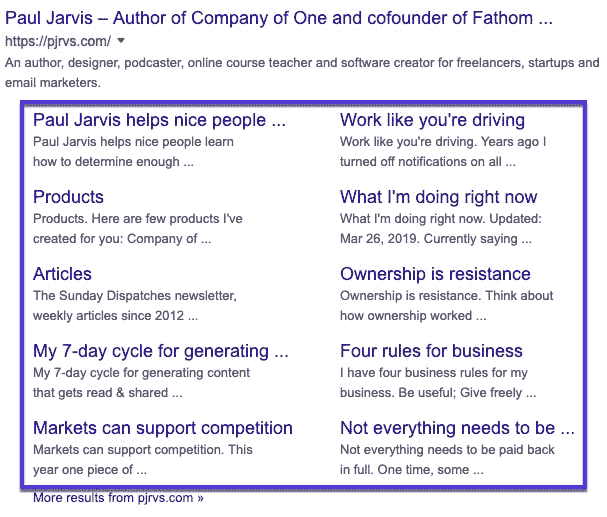 Paul Jarvis – Author of Company of One and cofounder of Fathom ...
https://pjrvs.com/
An author, designer, podcaster, online course teacher and software creator for freelancers, startups and
email marketers.
Paul Jarvis helps nice people ...
Paul Jarvis helps nice people learn
how to determine enough ...
Work like you're driving
Work like you're driving. Years ago I
turned off notifications on all ...
Products
Products. Here are few products I've
created for you: Company of ...
What I'm doing right now
What I'm doing right now. Updated:
Mar 26, 2019. Currently saying ...
Articles
The Sunday Dispatches newsletter,
weekly articles since 2012 ...
Ownership is resistance
Ownership is resistance. Think about
how ownership worked ...
My 7-day cycle for generating ...
My 7-day cycle for generating content
that gets read & shared ...
Four rules for business
I have four business rules for my
business. Be useful; Give freely ...
Markets can support competition
Markets can support competition. This
year one piece of ...
Not everything needs to be ...
Not everything needs to be paid back
in full. One time, some ...
More results from pjrvs.com »